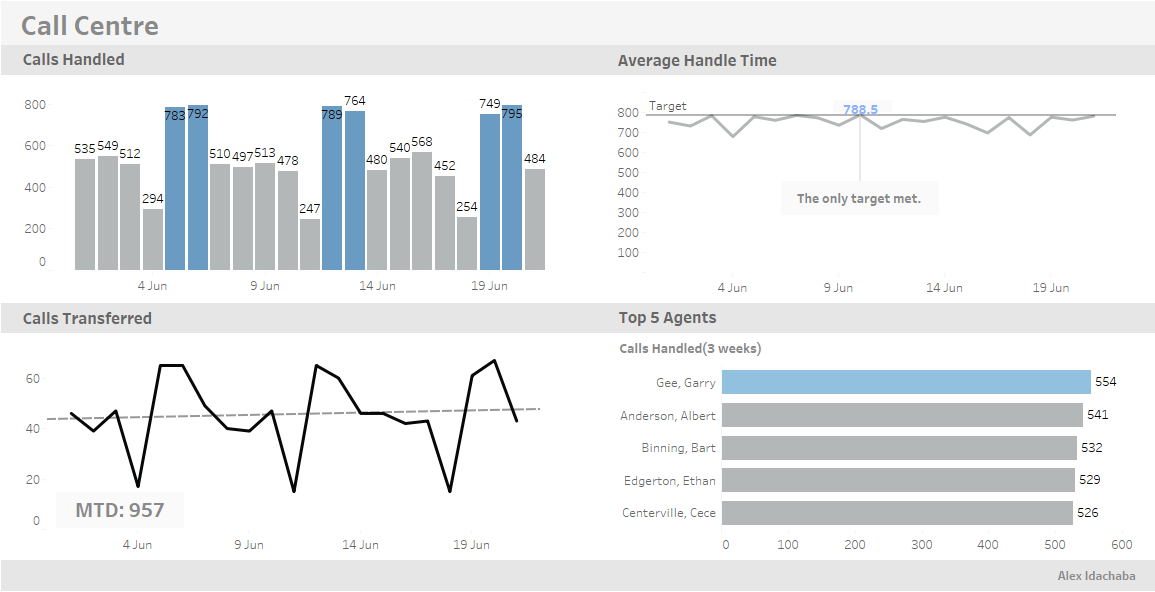 Call Centre
Calls Handled
800
600
400
200
0
535 549 512 294 783 792 510 497 513 478 247 789 764 480 540 568 452 254 749 795 484
4 Jun 9 Jun 14 Jun 19 Jun
Average Handle Time
Target
788.5
800
700
600
500
400
300
200
100
The only target met.
4 Jun 9 Jun 14 Jun 19 Jun
Calls Transferred
60
40
20
0
MTD: 957
4 Jun 9 Jun 14 Jun 19 Jun
Top 5 Agents
Calls Handled(3 weeks)
Gee, Garry 554
Anderson, Albert 541
Binning, Bart 532
Edgerton, Ethan 529
Centerville, Cece 526
0 100 200 300 400 500 600
Alex Idachaba